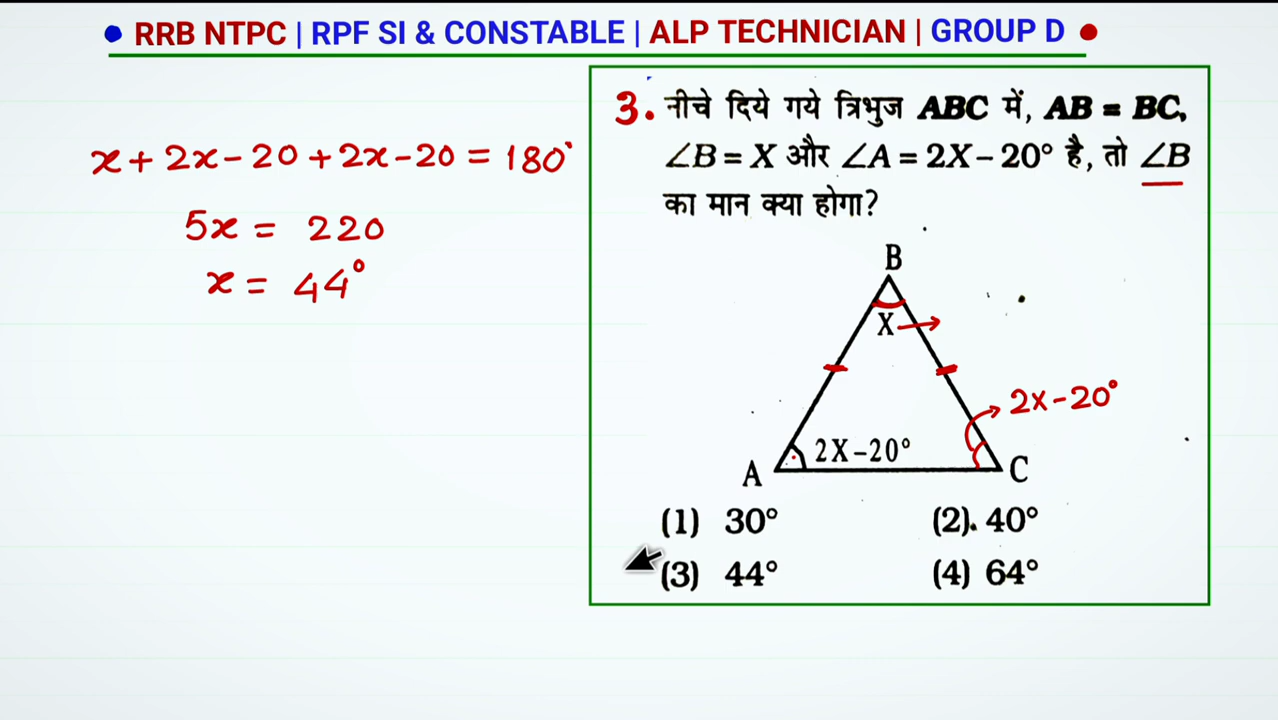 ● RRB NTPC | RPF SI & CONSTABLE | ALP TECHNICIAN | GROUP D ●
x + 2x - 20 + 2x - 20 = 180°
5x = 220
x = 44°
3. नीचे दिये गये त्रिभुज ABC में, AB = BC,
∠B = X और ∠A = 2X – 20° है, तो ∠B
का मान क्या होगा?
B
X
2x - 20°
2X–20°
A
C
(1) 30°
(2). 40°
(3) 44°
(4) 64°